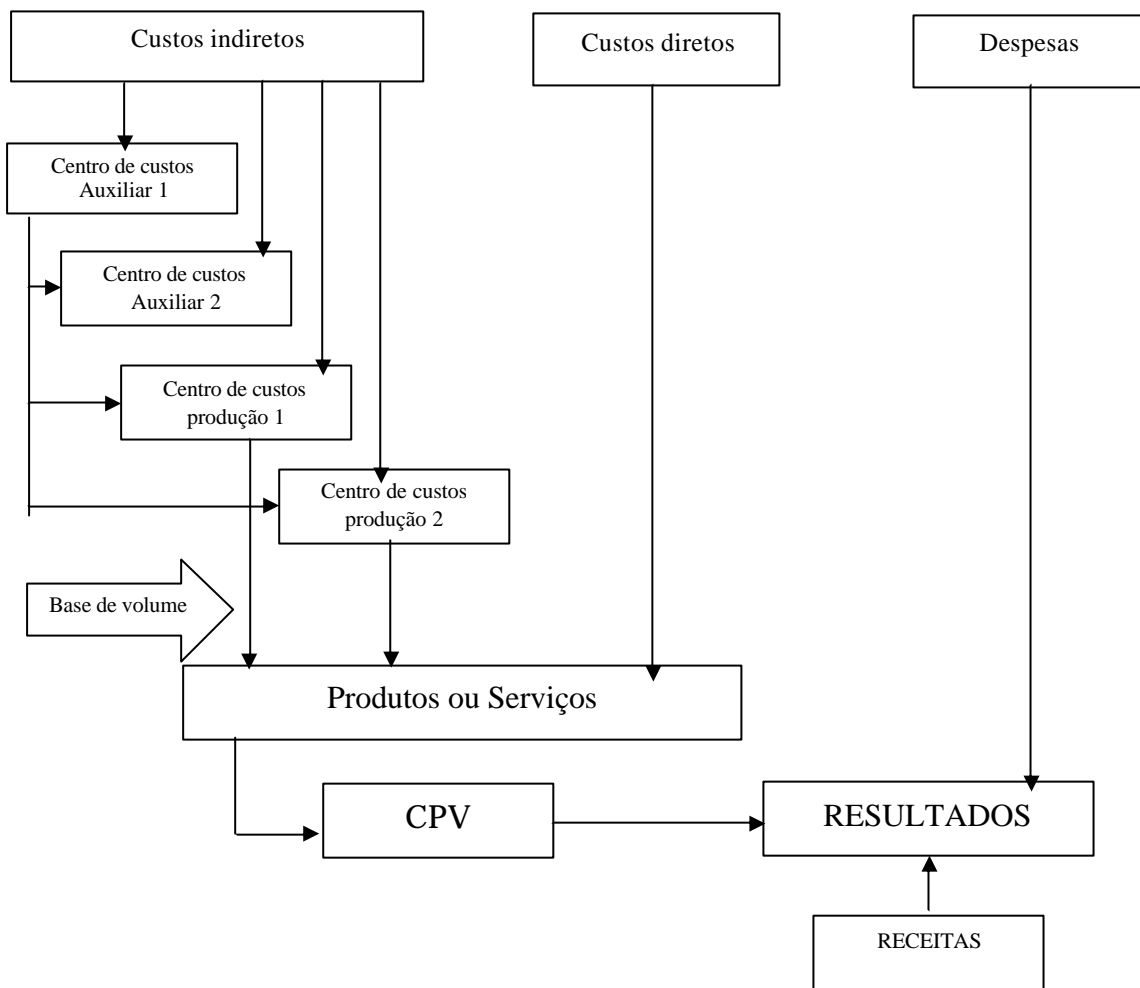 Custos indiretos
Custos diretos
Despesas
Centro de custos
Auxiliar 1
Centro de custos
Auxiliar 2
Centro de custos
produção 1
Centro de custos
produção 2
Base de volume
Produtos ou Serviços
CPV
RESULTADOS
RECEITAS